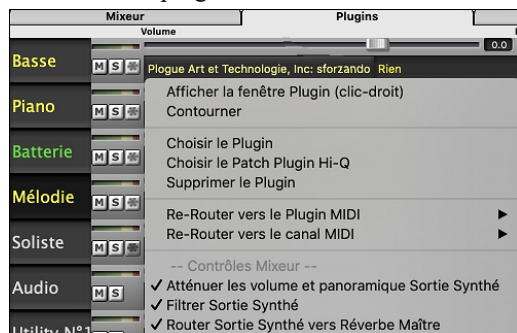 Mixeur Plugins
Volume
0.0
Basse M S
Plogue Art et Technologie, Inc: sforzando Rien
Afficher la fenêtre Plugin (clic-droit)
Piano M S
Contourner
Batterie M S
Choisir le Plugin
Choisir le Patch Plugin Hi-Q
Supprimer le Plugin
Mélodie M S
Re-Router vers le Plugin MIDI
Soliste M S
Re-Router vers le canal MIDI
-- Contrôles Mixeur --
Audio M S
✓ Atténuer les volume et panoramique Sortie Synthé
✓ Filtrer Sortie Synthé
Utility N°1
✓ Router Sortie Synthé vers Réverbe Maître